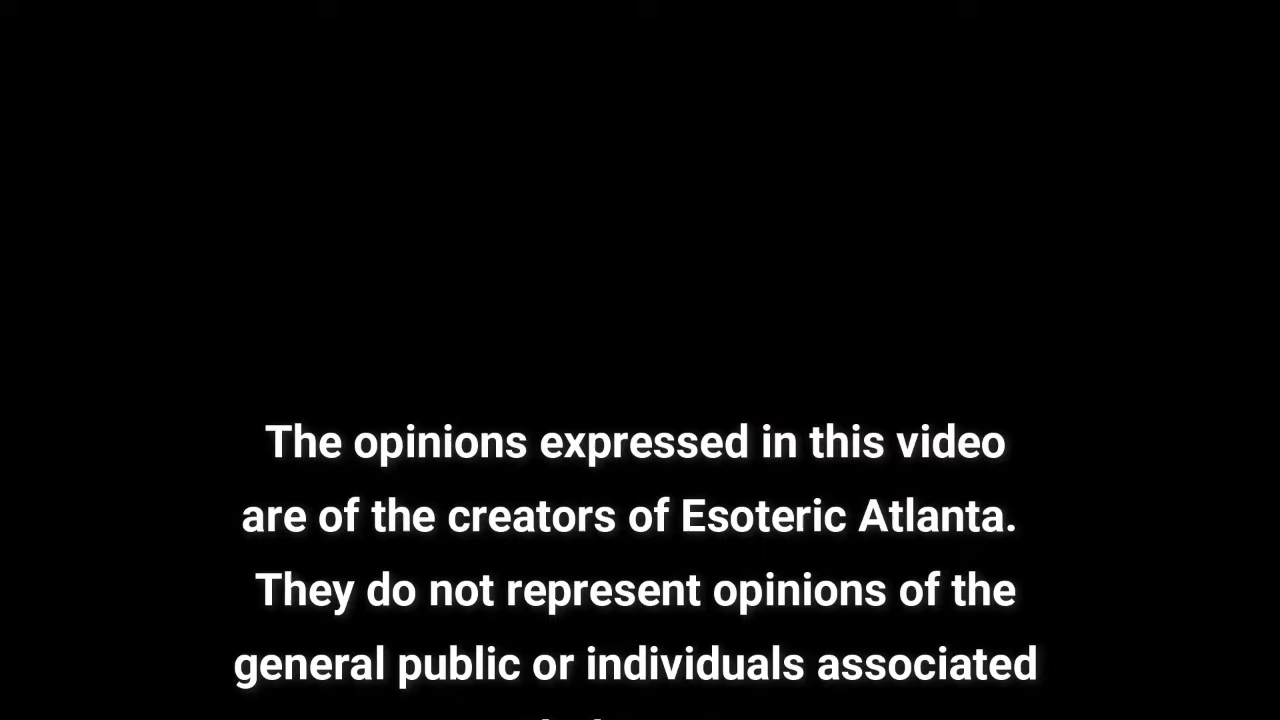 The opinions expressed in this video
are of the creators of Esoteric Atlanta.
They do not represent opinions of the
general public or individuals associated